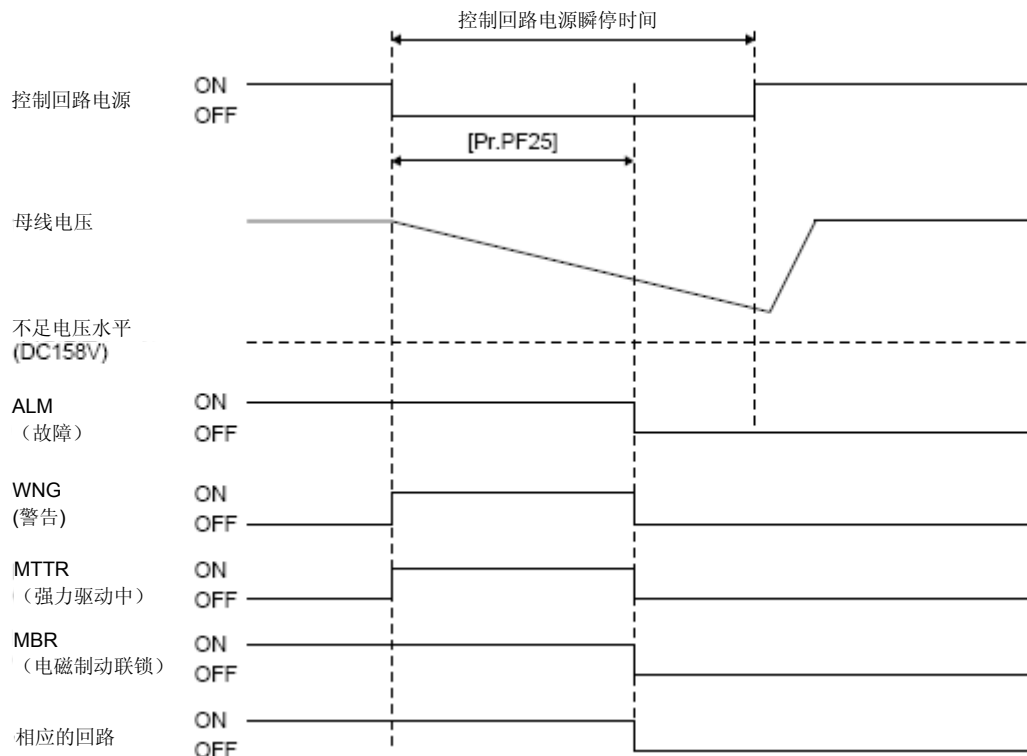 控制回路电源瞬停时间
控制回路电源
ON
OFF
[Pr.PF25]
母线电压
不足电压水平
(DC158V)
ALM
（故障）
ON
OFF
WNG
(警告)
ON
OFF
MTTR
（强力驱动中）
ON
OFF
MBR
（电磁制动联锁）
ON
OFF
相应的回路
ON
OFF